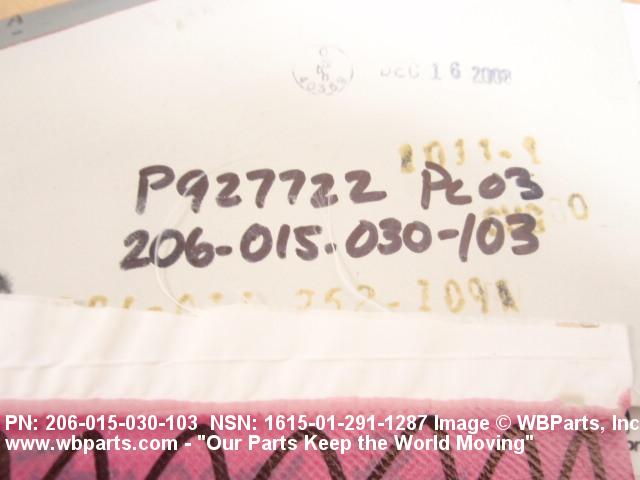 DEC 16 2008
P927722 Pc03
206-015-030-103
PN: 206-015-030-103 NSN: 1615-01-291-1287 Image © WBParts, Inc
www.wbparts.com - "Our Parts Keep the World Moving"